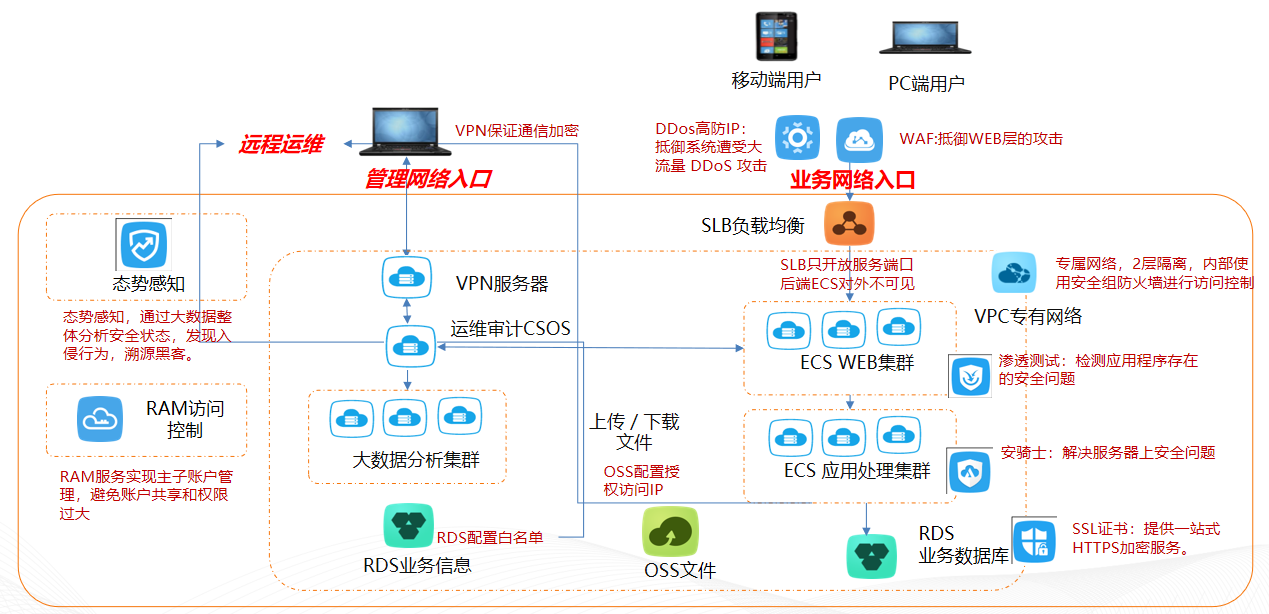 移动端用户
PC端用户
远程运维
VPN保证通信加密
管理网络入口
DDos高防IP：
抵御系统遭受大
流量 DDoS 攻击
WAF:抵御WEB层的攻击
业务网络入口
SLB负载均衡
SLB只开放服务端口
后端ECS对外不可见
态势感知
态势感知，通过大数据整
体分析安全状态，发现入
侵行为，溯源黑客。
VPN服务器
运维审计CSOS
专属网络，2层隔离，内部使
用安全组防火墙进行访问控制
VPC专有网络
ECS WEB集群
渗透测试：检测应用程序存在
的安全问题
RAM访问
控制
RAM服务实现主子账户管
理，避免账户共享和权限
过大
大数据分析集群
上传 / 下载
文件
OSS配置授
权访问IP
ECS 应用处理集群
安骑士：解决服务器上安全问题
RDS配置白名单
RDS业务信息
OSS文件
RDS
业务数据库
SSL证书：提供一站式
HTTPS加密服务。